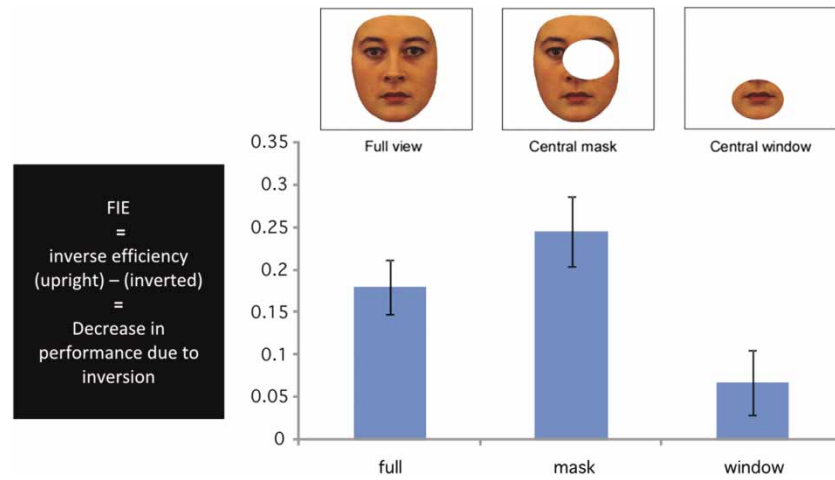 Full view
Central mask
Central window
FIE
=
inverse efficiency
(upright) – (inverted)
=
Decrease in
performance due to
inversion
0.35
0.3
0.25
0.2
0.15
0.1
0.05
0
full
mask
window